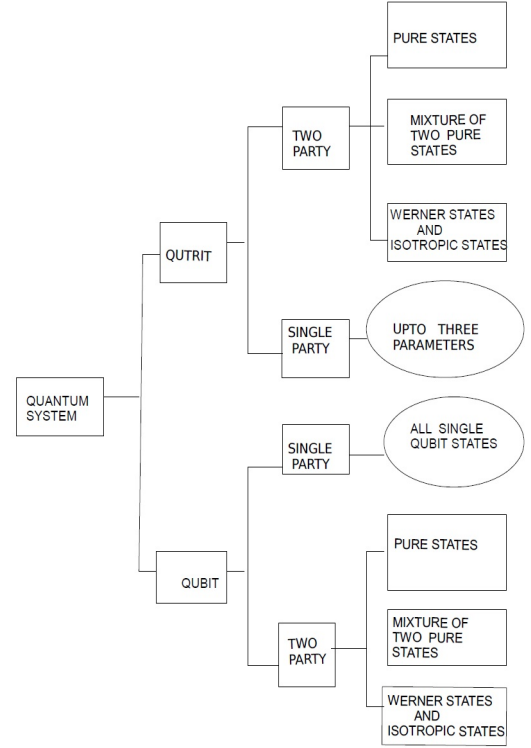 PURE STATES
MIXTURE OF
TWO PURE
STATES
TWO
PARTY
WERNER STATES
AND
ISOTROPIC STATES
QUTRIT
SINGLE
PARTY
UPTO THREE
PARAMETERS
QUANTUM
SYSTEM
SINGLE
PARTY
ALL SINGLE
QUBIT STATES
PURE STATES
QUBIT
MIXTURE OF
TWO PURE
STATES
TWO
PARTY
WERNER STATES
AND
ISOTROPIC STATES